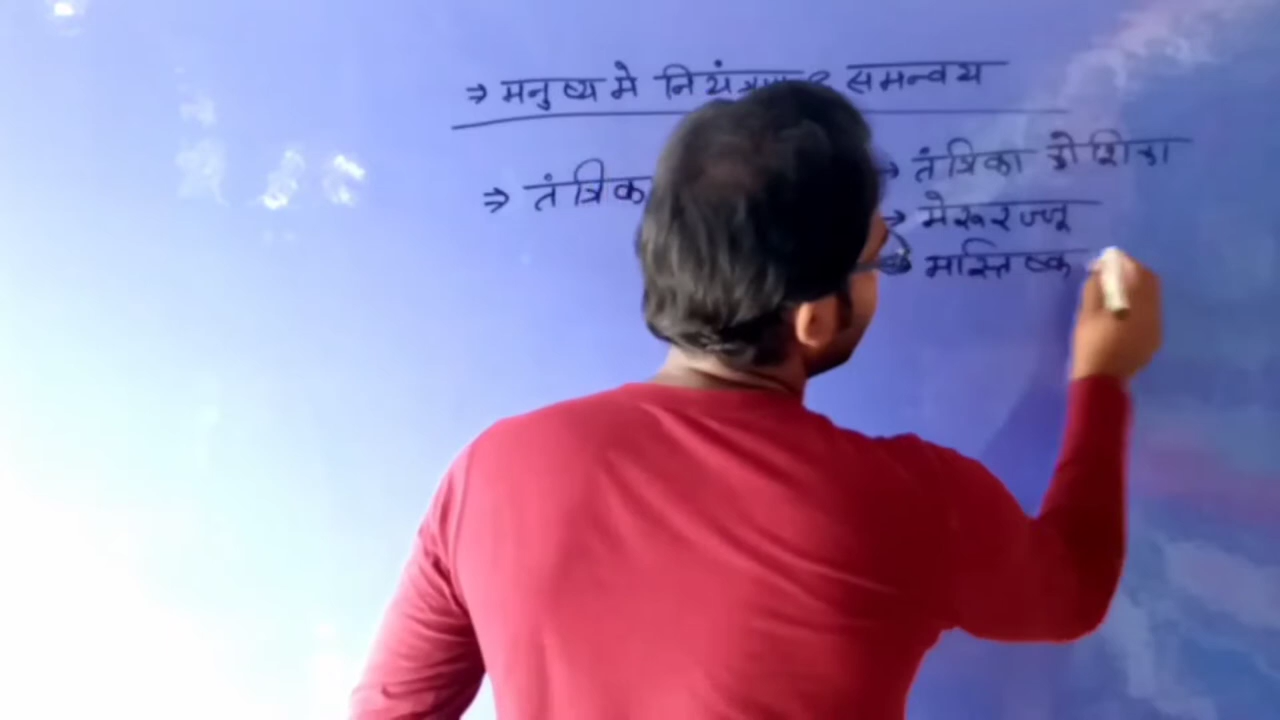 ⇒ मनुष्य मे नियंत्रण समन्वय
⇒ तंत्रिका
→ तंत्रिका कोशिका
→ मेरूरज्जू
मस्तिष्क